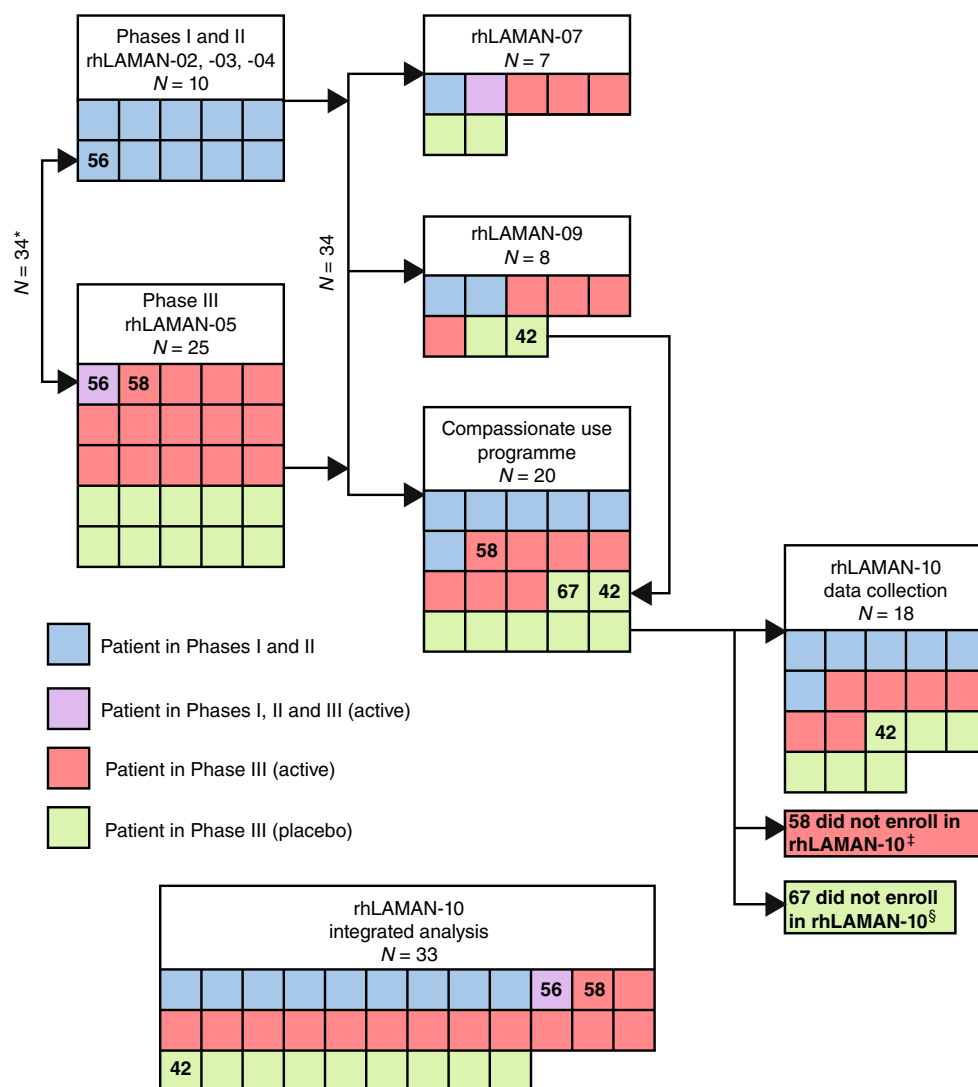 Phases I and II
rhLAMAN-02, -03, -04
N = 10
56
N = 34*
Phase III
rhLAMAN-05
N = 25
56 58
N = 34
rhLAMAN-07
N = 7
rhLAMAN-09
N = 8
42
Compassionate use
programme
N = 20
58
67 42
rhLAMAN-10
data collection
N = 18
42
58 did not enroll in
rhLAMAN-10‡
67 did not enroll
in rhLAMAN-10§
Patient in Phases I and II
Patient in Phases I, II and III (active)
Patient in Phase III (active)
Patient in Phase III (placebo)
rhLAMAN-10
integrated analysis
N = 33
56 58
42